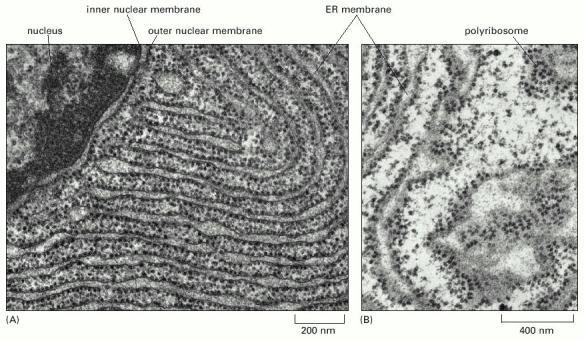 inner nuclear membrane
ER membrane
nucleus
outer nuclear membrane
polyribosome
(A)
200 nm
(B)
400 nm